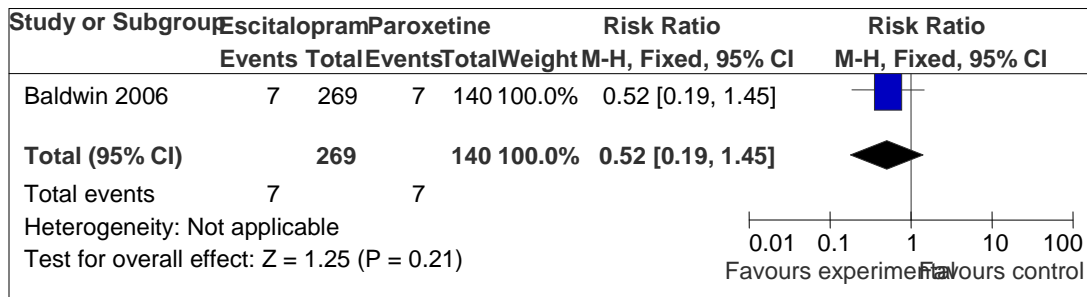 Study or Subgroup Escitalopram Paroxetine Risk Ratio Risk Ratio
Events Total Events Total Weight M-H, Fixed, 95% CI M-H, Fixed, 95% CI
Baldwin 2006 7 269 7 140 100.0% 0.52 [0.19, 1.45]
Total (95% CI) 269 140 100.0% 0.52 [0.19, 1.45]
Total events 7 7
Heterogeneity: Not applicable
Test for overall effect: Z = 1.25 (P = 0.21)
0.01 0.1 1 10 100
Favours experimental Favours control